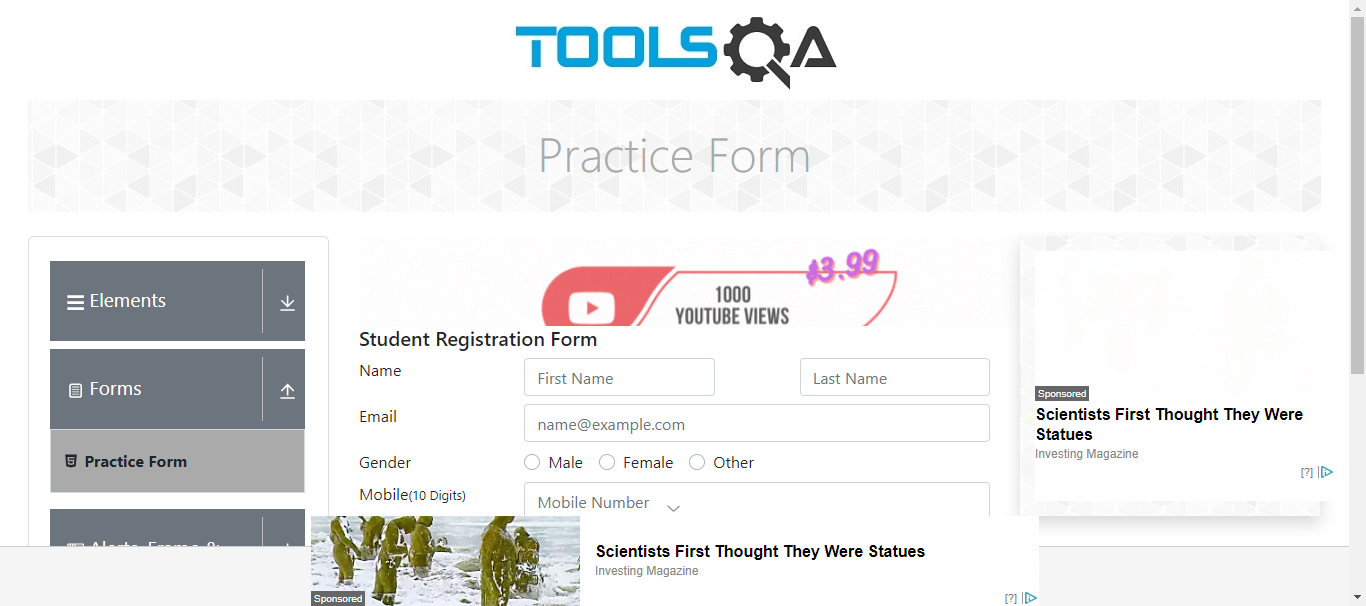 TOOLSQA
Practice Form
Elements
Forms
Practice Form
$3.99
1000
YOUTUBE VIEWS
Student Registration Form
Name
First Name
Last Name
Email
name@example.com
Gender
Male
Female
Other
Mobile(10 Digits)
Mobile Number
Sponsored
Scientists First Thought They Were
Statues
Investing Magazine
[?]
Scientists First Thought They Were Statues
Investing Magazine
Sponsored
[?]